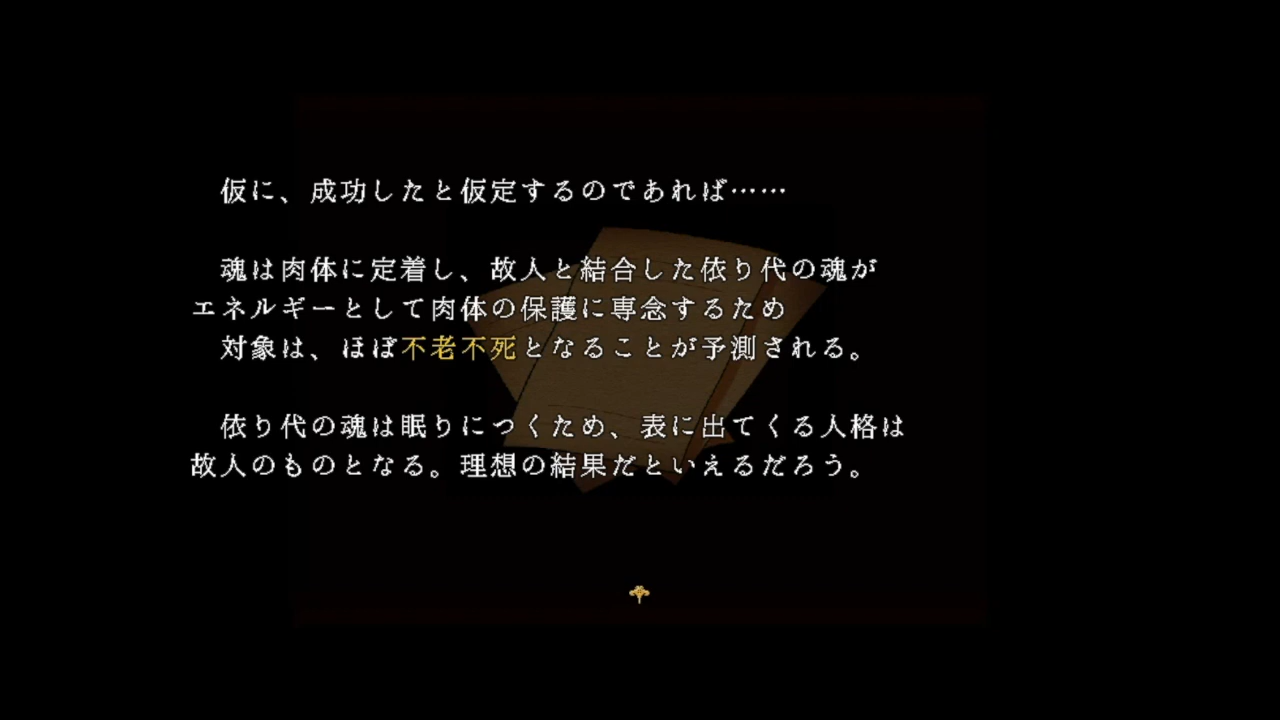 仮に、成功したと仮定するのであれば……
魂は肉体に定着し、故人と結合した依り代の魂が
エネルギーとして肉体の保護に専念するため
対象は、ほぼ不老不死となることが予測される。
依り代の魂は眠りにつくため、表に出てくる人格は
故人のものとなる。理想の結果だといえるだろう。